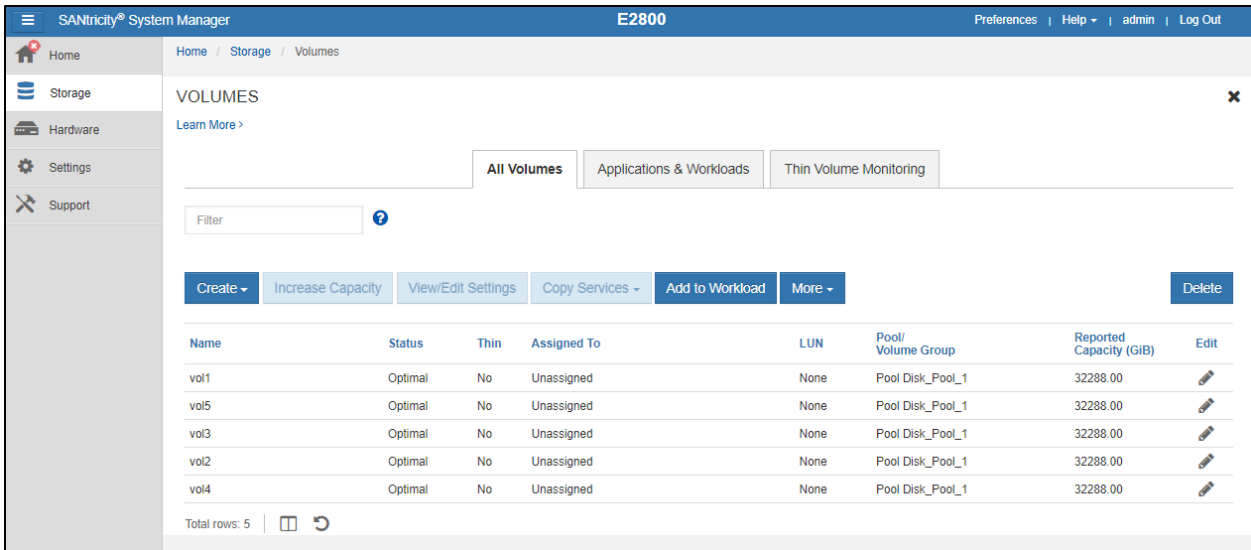 SANtricity® System Manager E2800 Preferences | Help | admin | Log Out
Home
Storage
Hardware
Settings
Support
Home / Storage / Volumes
VOLUMES
Learn More >
All Volumes Applications & Workloads Thin Volume Monitoring
Filter
Create Increase Capacity View/Edit Settings Copy Services Add to Workload More Delete
Name Status Thin Assigned To LUN Pool/ Volume Group Reported Capacity (GiB) Edit
vol1 Optimal No Unassigned None Pool Disk_Pool_1 32288.00
vol5 Optimal No Unassigned None Pool Disk_Pool_1 32288.00
vol3 Optimal No Unassigned None Pool Disk_Pool_1 32288.00
vol2 Optimal No Unassigned None Pool Disk_Pool_1 32288.00
vol4 Optimal No Unassigned None Pool Disk_Pool_1 32288.00
Total rows: 5